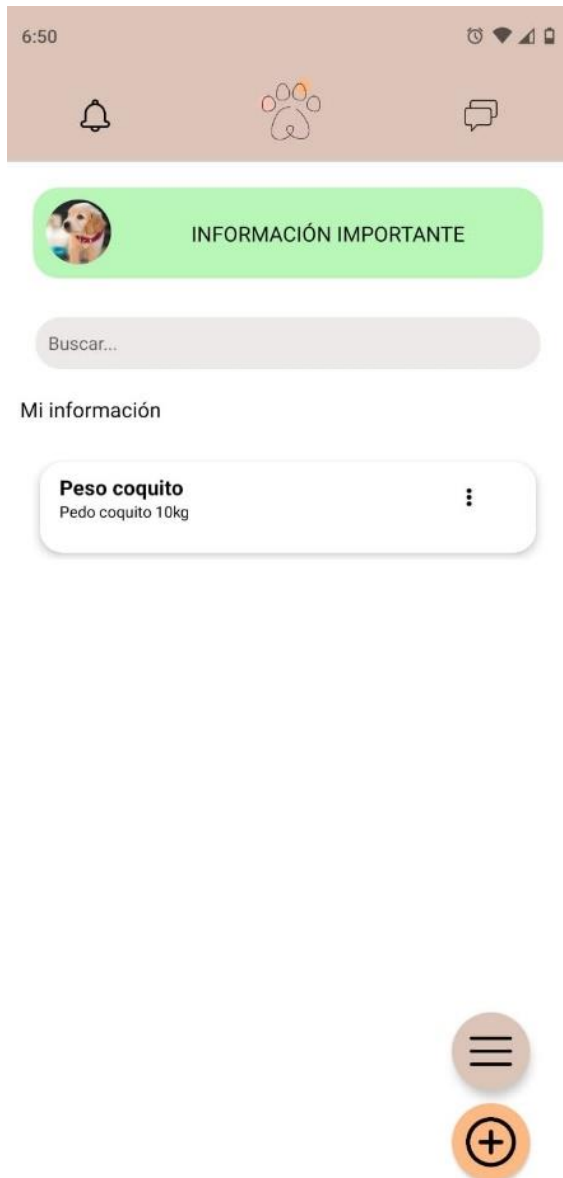 6:50
INFORMACIÓN IMPORTANTE
Buscar...
Mi información
Peso coquito
Pedo coquito 10kg